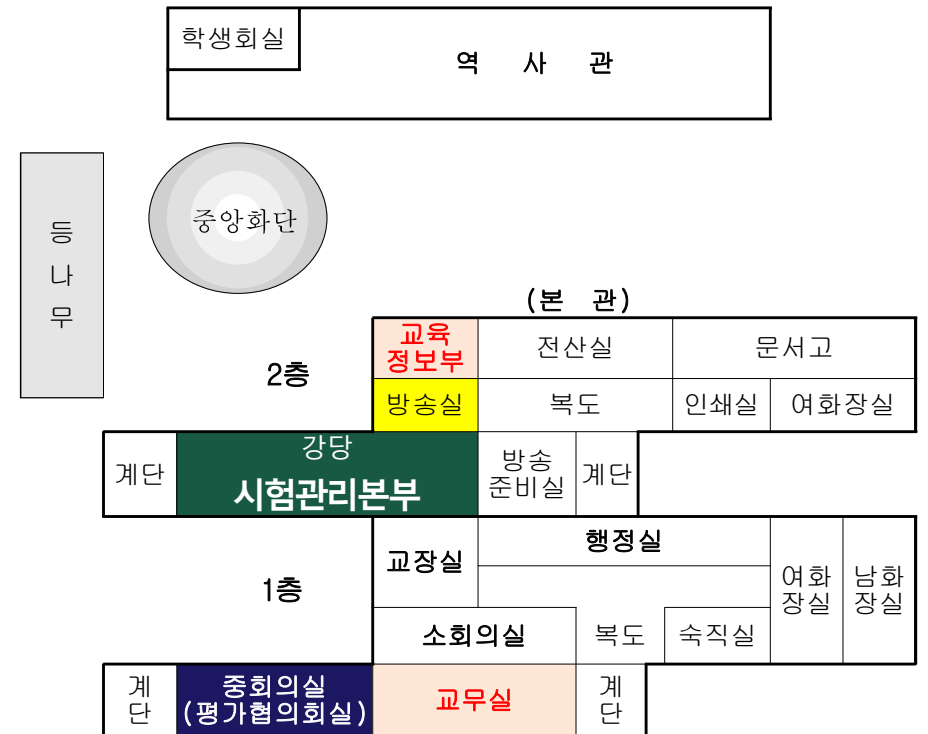 학생회실
역 사 관
중앙화단
등
나
무
(본 관)
2층
교육
정보부
전산실
문서고
방송실
복도
인쇄실
여화장실
계단
강당
시험관리본부
방송
준비실
계단
1층
교장실
행정실
여화
장실
남화
장실
소회의실
복도
숙직실
계
단
중회의실
(평가협의회실)
교무실
계
단